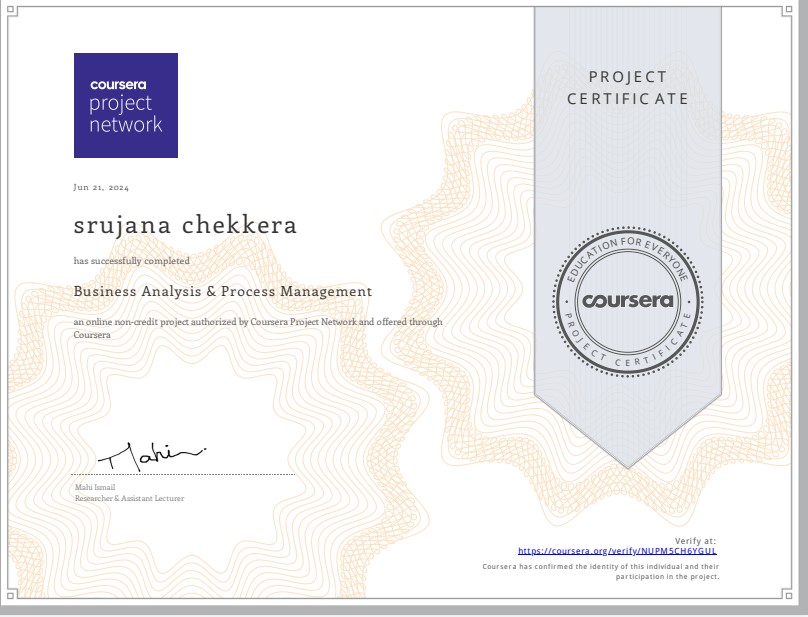 coursera
project
network
PROJECT
CERTIFICATE
Jun 21, 2024
srujana chekkera
has successfully completed
Business Analysis & Process Management
an online non-credit project authorized by Coursera Project Network and offered through
Coursera
EDUCATION FOR EVERYONE
coursera
PROJECT CERTIFICATE
Mahi
Mahi Ismail
Researcher & Assistant Lecturer
Verify at:
https://coursera.org/verify/NUPM5CH6YGUL
Coursera has confirmed the identity of this individual and their
participation in the project.